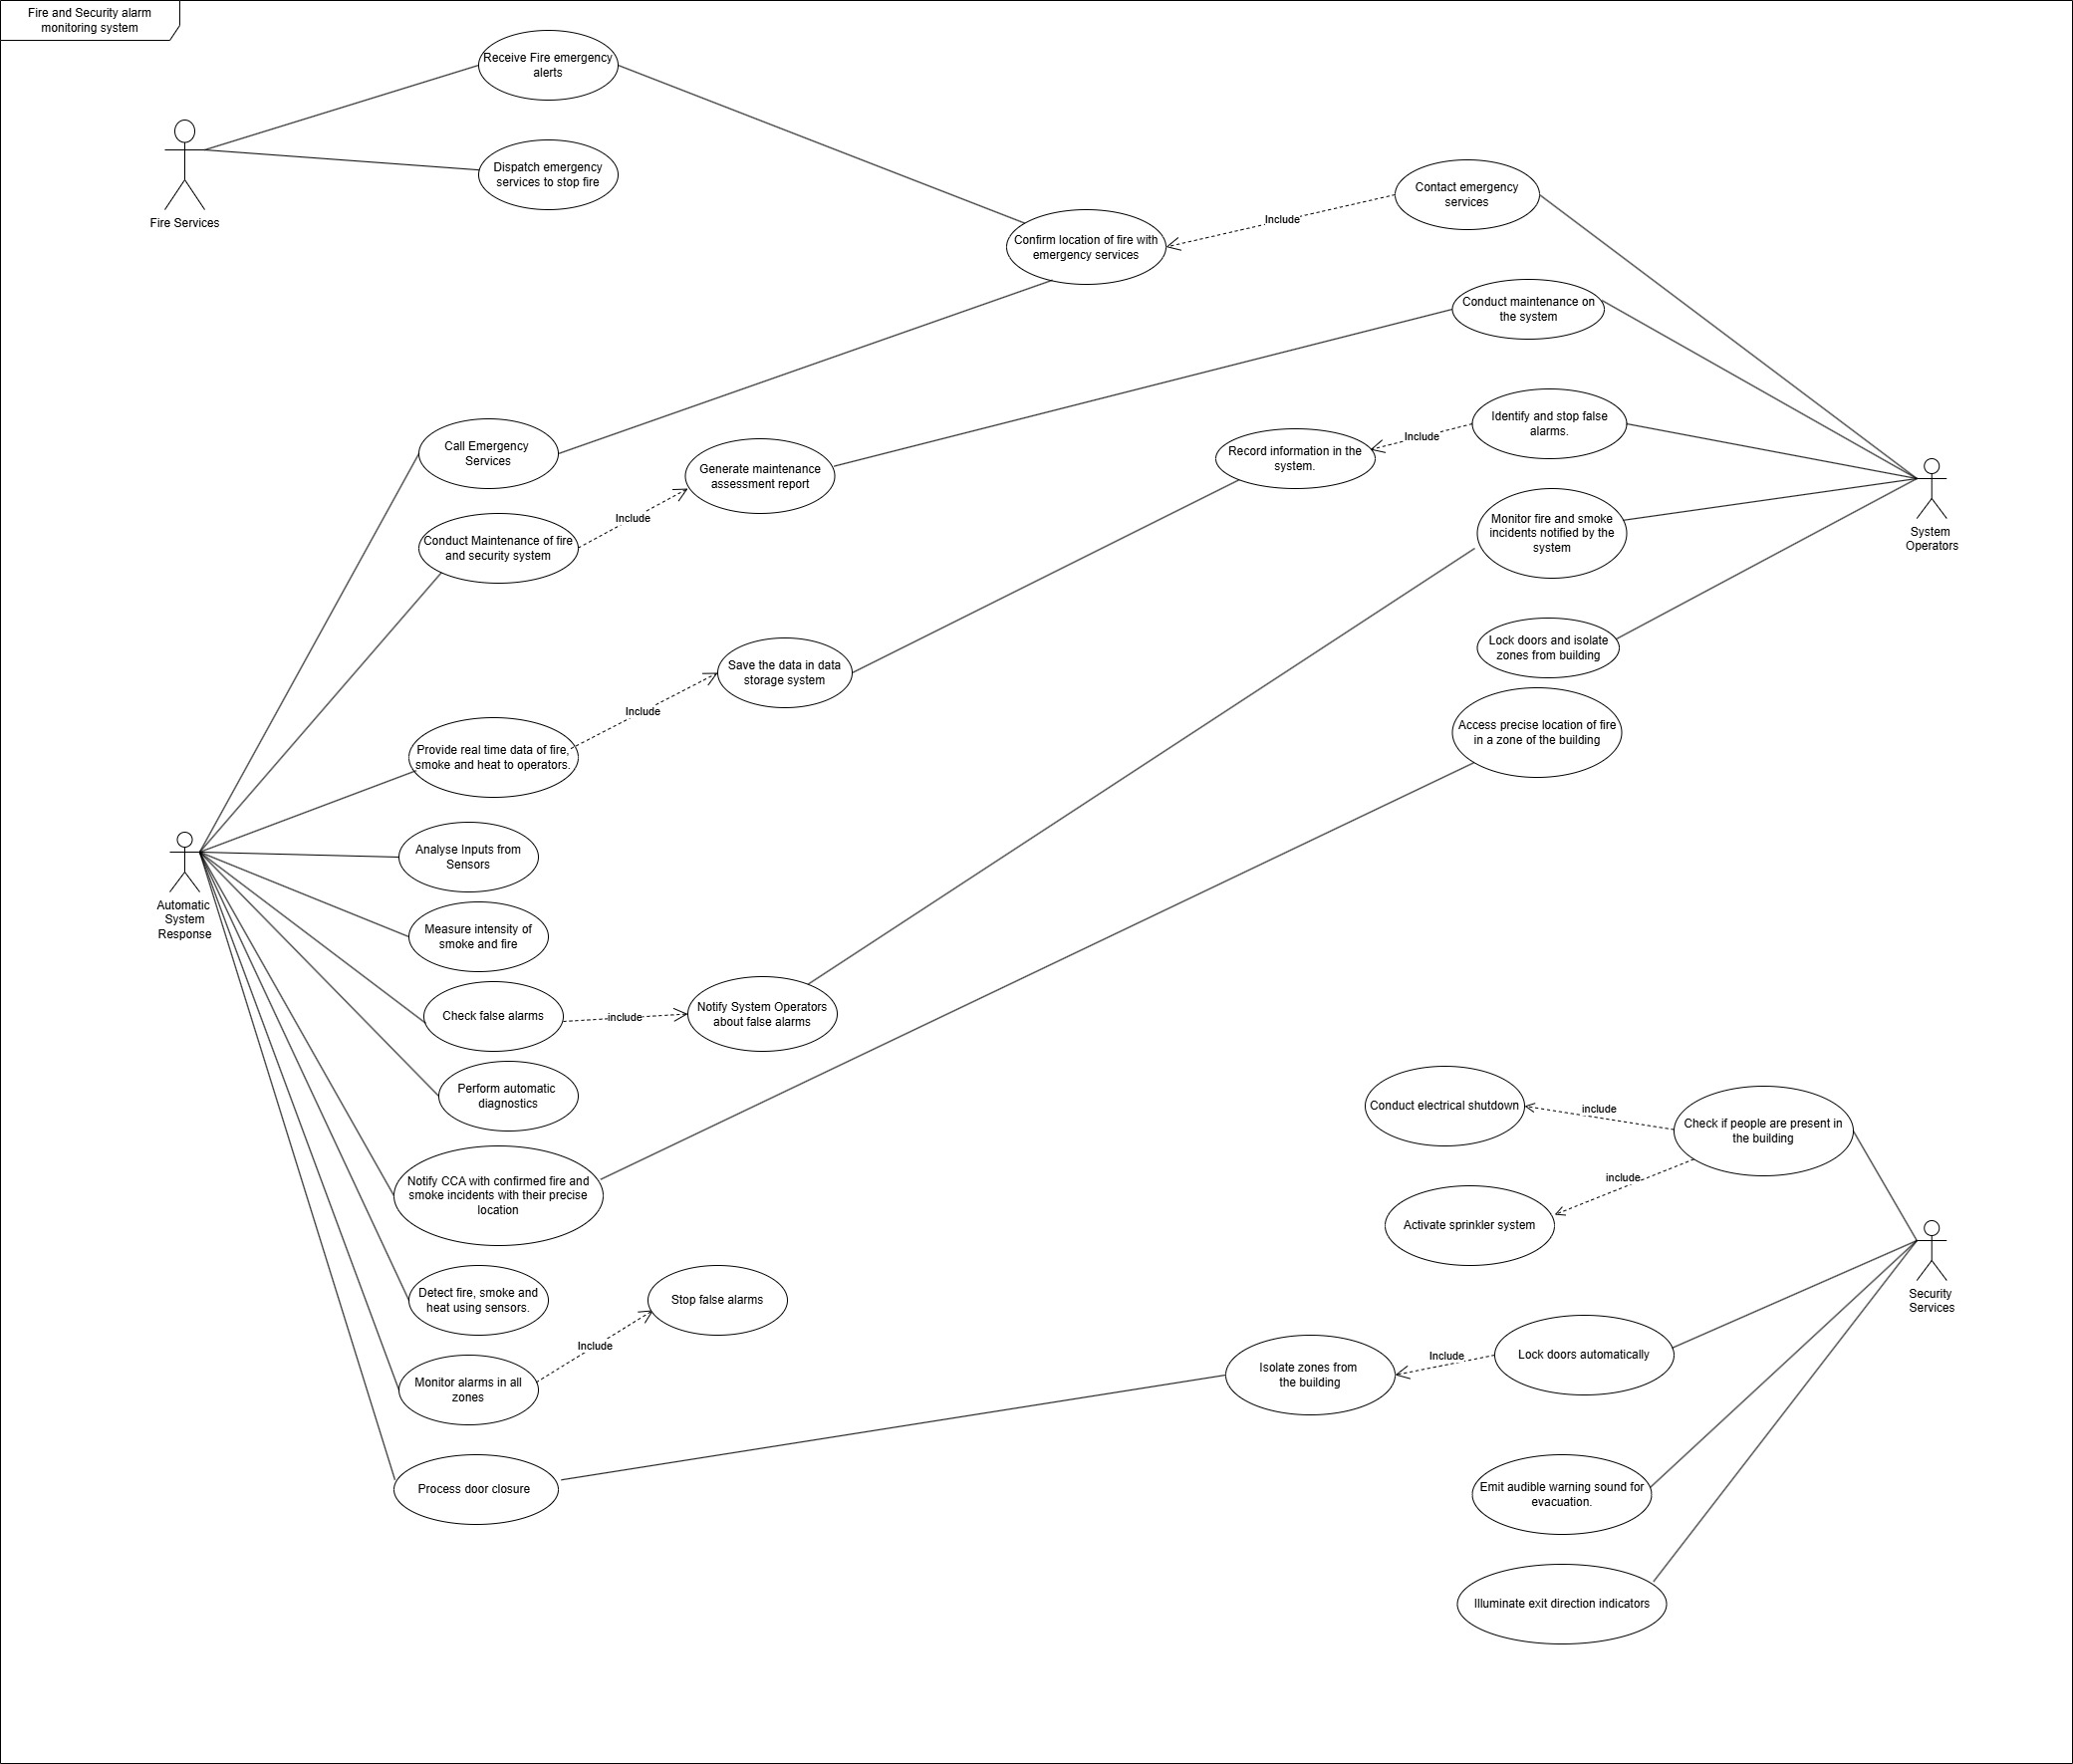 Fire and Security alarm
monitoring system
Receive Fire emergency
alerts
Dispatch emergency
services to stop fire
Fire Services
Contact emergency
services
Include
Confirm location of fire with
emergency services
Conduct maintenance on
the system
Call Emergency
Services
Generate maintenance
assessment report
Record information in the
system.
Include
Identify and stop false
alarms.
Include
Conduct Maintenance of fire
and security system
Monitor fire and smoke
incidents notified by the
system
System
Operators
Lock doors and isolate
zones from building
Save the data in data
storage system
Include
Provide real time data of fire,
smoke and heat to operators.
Access precise location of fire
in a zone of the building
Analyse Inputs from
Sensors
Automatic
System
Response
Measure intensity of
smoke and fire
Check false alarms
include
Notify System Operators
about false alarms
Perform automatic
diagnostics
Conduct electrical shutdown
include
Check if people are present in
the building
include
Notify CCA with confirmed fire and
smoke incidents with their precise
location
Activate sprinkler system
Security
Services
Detect fire, smoke and
heat using sensors.
Stop false alarms
Include
Monitor alarms in all
zones
Isolate zones from
the building
Include
Lock doors automatically
Process door closure
Emit audible warning sound for
evacuation.
Illuminate exit direction indicators